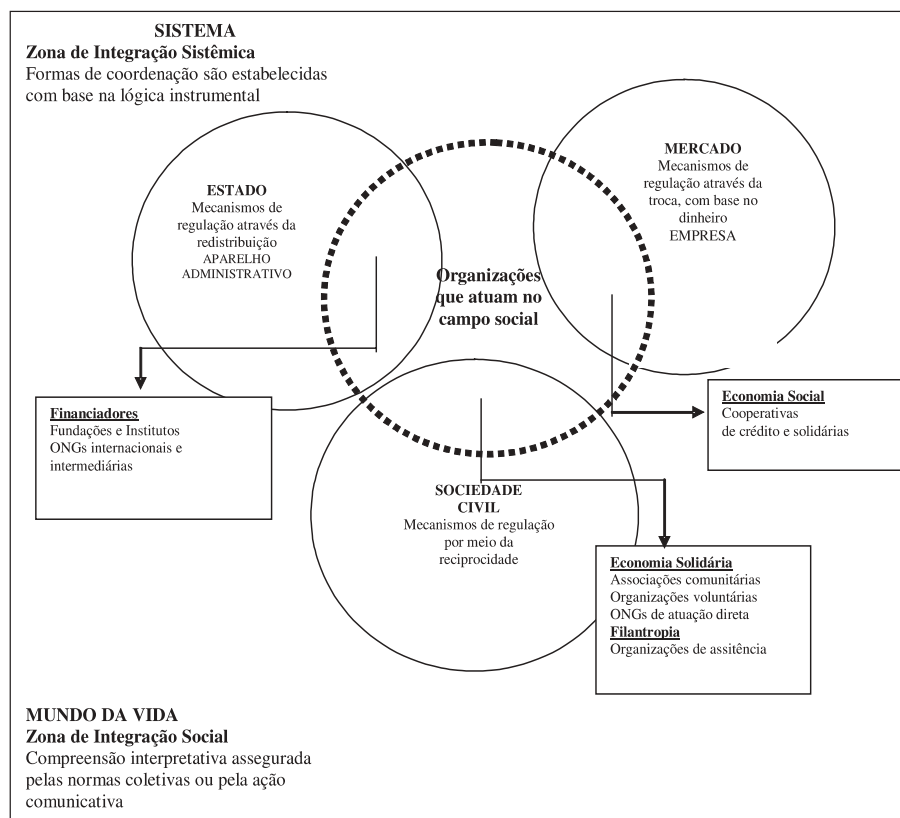 SISTEMA
Zona de Integração Sistêmica
Formas de coordenação são estabelecidas
com base na lógica instrumental
ESTADO
Mecanismos de
regulação através da
redistribuição
APARELHO
ADMINISTRATIVO
MERCADO
Mecanismos de
regulação através da
troca, com base no
dinheiro
EMPRESA
Organizações
que atuam no
campo social
Financiadores
Fundações e Institutos
ONGs internacionais e
intermediárias
Economia Social
Cooperativas
de crédito e solidárias
SOCIEDADE
CIVIL
Mecanismos de regulação
por meio da
reciprocidade
Economia Solidária
Associações comunitárias
Organizações voluntárias
ONGs de atuação direta
Filantropia
Organizações de assitência
MUNDO DA VIDA
Zona de Integração Social
Compreensão interpretativa assegurada
pelas normas coletivas ou pela ação
comunicativa